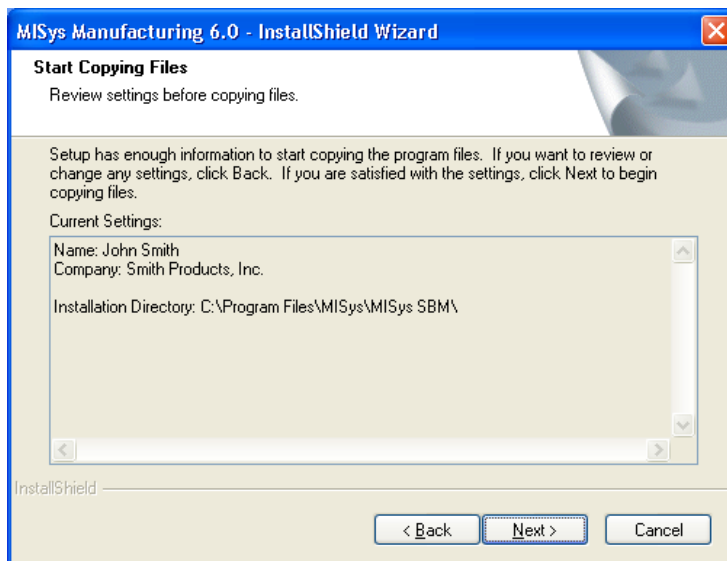 MISys Manufacturing 6.0 - InstallShield Wizard
Start Copying Files
Review settings before copying files.
Setup has enough information to start copying the program files.  If you want to review or
change any settings, click Back.  If you are satisfied with the settings, click Next to begin
copying files.
Current Settings:
Name: John Smith
Company: Smith Products, Inc.
Installation Directory: C:\Program Files\MISys\MISys SBM\
InstallShield
< Back
Next >
Cancel